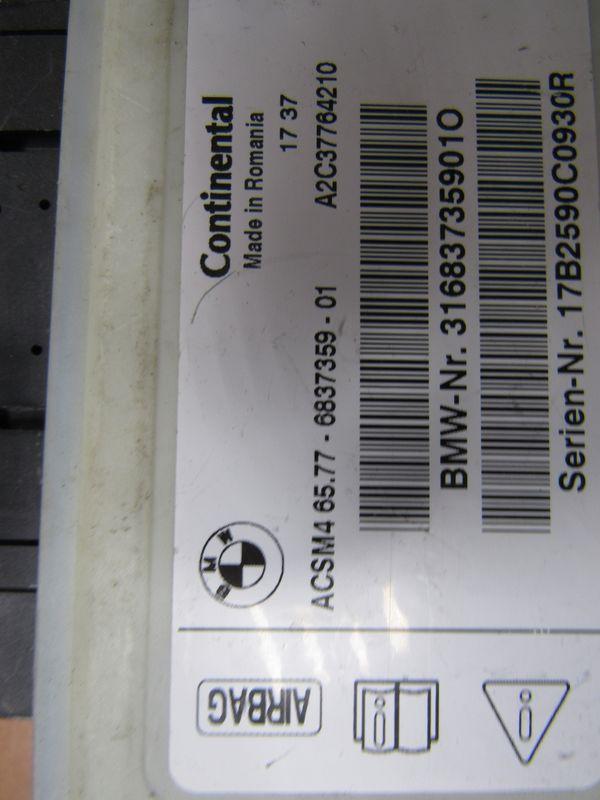 Continental
Made in Romania
17 37
ACSM4 65.77 - 6837359 - 01 A2C37764210
BMW-Nr. 31683735901O
Serien-Nr. 17B2590C0930R
BMW
AIRBAG